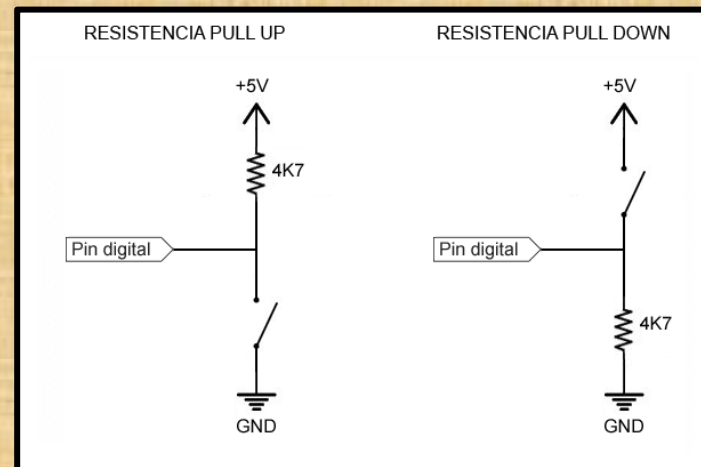 RESISTENCIA PULL UP
RESISTENCIA PULL DOWN
+5V
4K7
Pin digital
GND
+5V
Pin digital
4K7
GND